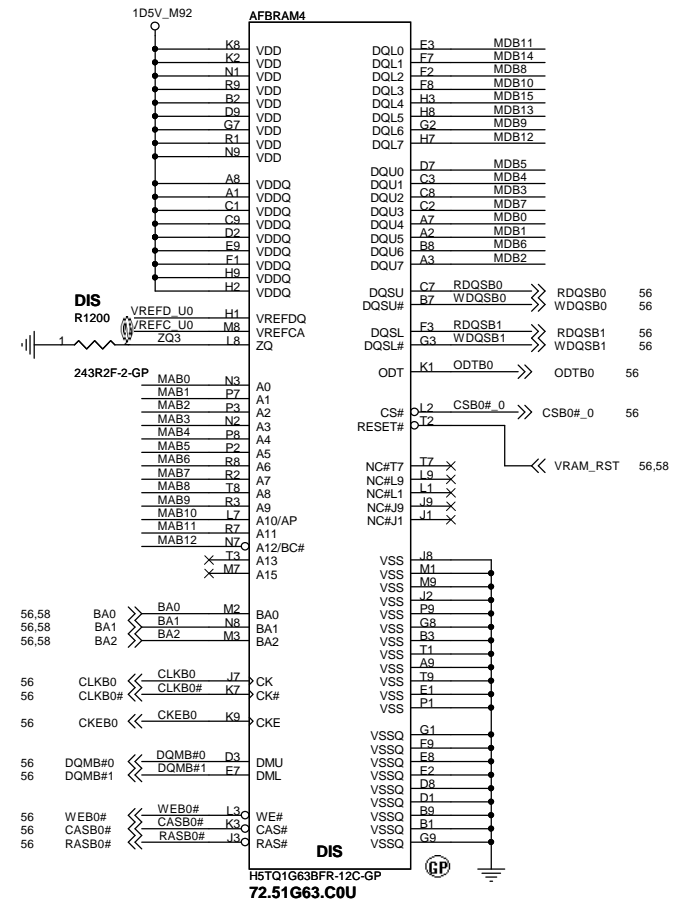 1D5V_M92
AFBRAM4
K8 VDD
K2 VDD
N1 VDD
R9 VDD
B2 VDD
D9 VDD
G7 VDD
R1 VDD
N9 VDD
A8 VDDQ
A1 VDDQ
C1 VDDQ
C9 VDDQ
D2 VDDQ
E9 VDDQ
F1 VDDQ
H9 VDDQ
H2 VDDQ
DIS
R1200
VREFD_U0 H1 VREFDQ
VREFC_U0 M8 VREFCA
1 ZQ3 L8 ZQ
243R2F-2-GP
MAB0 N3 A0
MAB1 P7 A1
MAB2 P3 A2
MAB3 N2 A3
MAB4 P8 A4
MAB5 P2 A5
MAB6 R8 A6
MAB7 R2 A7
MAB8 T8 A8
MAB9 R3 A9
MAB10 L7 A10/AP
MAB11 R7 A11
MAB12 N7 A12/BC#
T3 A13
M7 A15
56,58 BA0 BA0 M2 BA0
56,58 BA1 BA1 N8 BA1
56,58 BA2 BA2 M3 BA2
56 CLKB0 CLKB0 J7 CK
56 CLKB0# CLKB0# K7 CK#
56 CKEB0 CKEB0 K9 CKE
56 DQMB#0 DQMB#0 D3 DMU
56 DQMB#1 DQMB#1 E7 DML
56 WEB0# WEB0# L3 WE#
56 CASB0# CASB0# K3 CAS#
56 RASB0# RASB0# J3 RAS#
DQL0 E3 MDB11
DQL1 F7 MDB14
DQL2 F2 MDB8
DQL3 F8 MDB10
DQL4 H3 MDB15
DQL5 H8 MDB13
DQL6 G2 MDB9
DQL7 H7 MDB12
DQU0 D7 MDB5
DQU1 C3 MDB4
DQU2 C8 MDB3
DQU3 C2 MDB7
DQU4 A7 MDB0
DQU5 A2 MDB1
DQU6 B8 MDB6
DQU7 A3 MDB2
DQSU C7 RDQSB0 RDQSB0 56
DQSU# B7 WDQSB0 WDQSB0 56
DQSL F3 RDQSB1 RDQSB1 56
DQSL# G3 WDQSB1 WDQSB1 56
ODT K1 ODTB0 ODTB0 56
CS# L2 CSB0#_0 CSB0#_0 56
RESET# T2
VRAM_RST 56,58
NC#T7 T7
NC#L9 L9
NC#L1 L1
NC#J9 J9
NC#J1 J1
VSS J8
VSS M1
VSS M9
VSS J2
VSS P9
VSS G8
VSS B3
VSS T1
VSS A9
VSS T9
VSS E1
VSS P1
VSSQ G1
VSSQ F9
VSSQ E8
VSSQ E2
VSSQ D8
VSSQ D1
VSSQ B9
VSSQ B1
VSSQ G9
DIS
GP
H5TQ1G63BFR-12C-GP
72.51G63.C0U